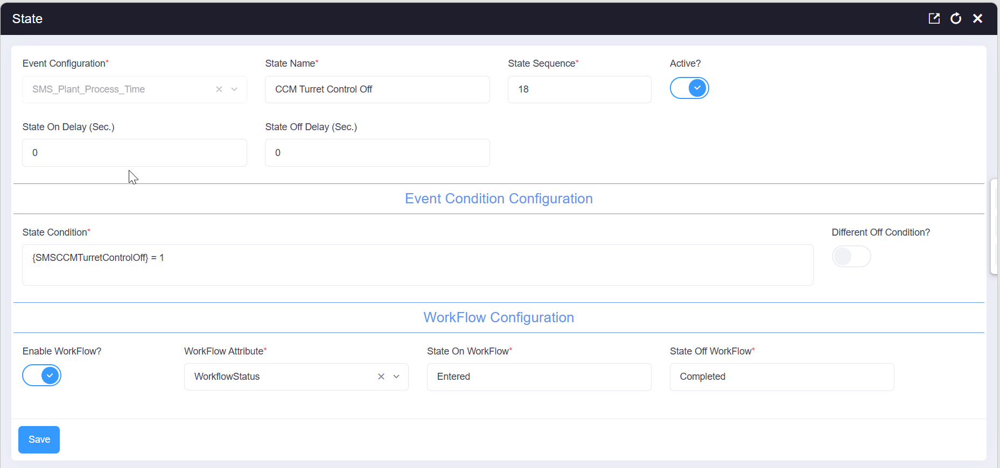 State
Event Configuration* State Name* State Sequence* Active?
SMS_Plant_Process_Time CCM Turret Control Off 18
State On Delay (Sec.) State Off Delay (Sec.)
0 0
Event Condition Configuration
State Condition* Different Off Condition?
{SMSCCMTurretControlOff} = 1
WorkFlow Configuration
Enable WorkFlow? WorkFlow Attribute* State On WorkFlow* State Off WorkFlow*
WorkflowStatus Entered Completed
Save